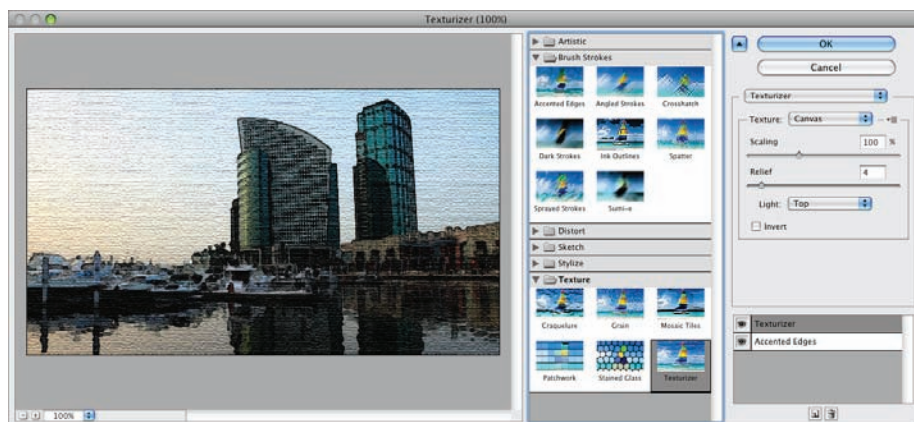 Texturizer (100%)
Artistic
Brush Strokes
Accented Edges
Angled Strokes
Crosshatch
Dark Strokes
Ink Outlines
Spatter
Sprayed Strokes
Sumi-e
Distort
Sketch
Stylize
Texture
Craquelure
Grain
Mosaic Tiles
Patchwork
Stained Glass
Texturizer
100%
OK
Cancel
Texturizer
Texture: Canvas
Scaling 100 %
Relief 4
Light: Top
Invert
Texturizer
Accented Edges